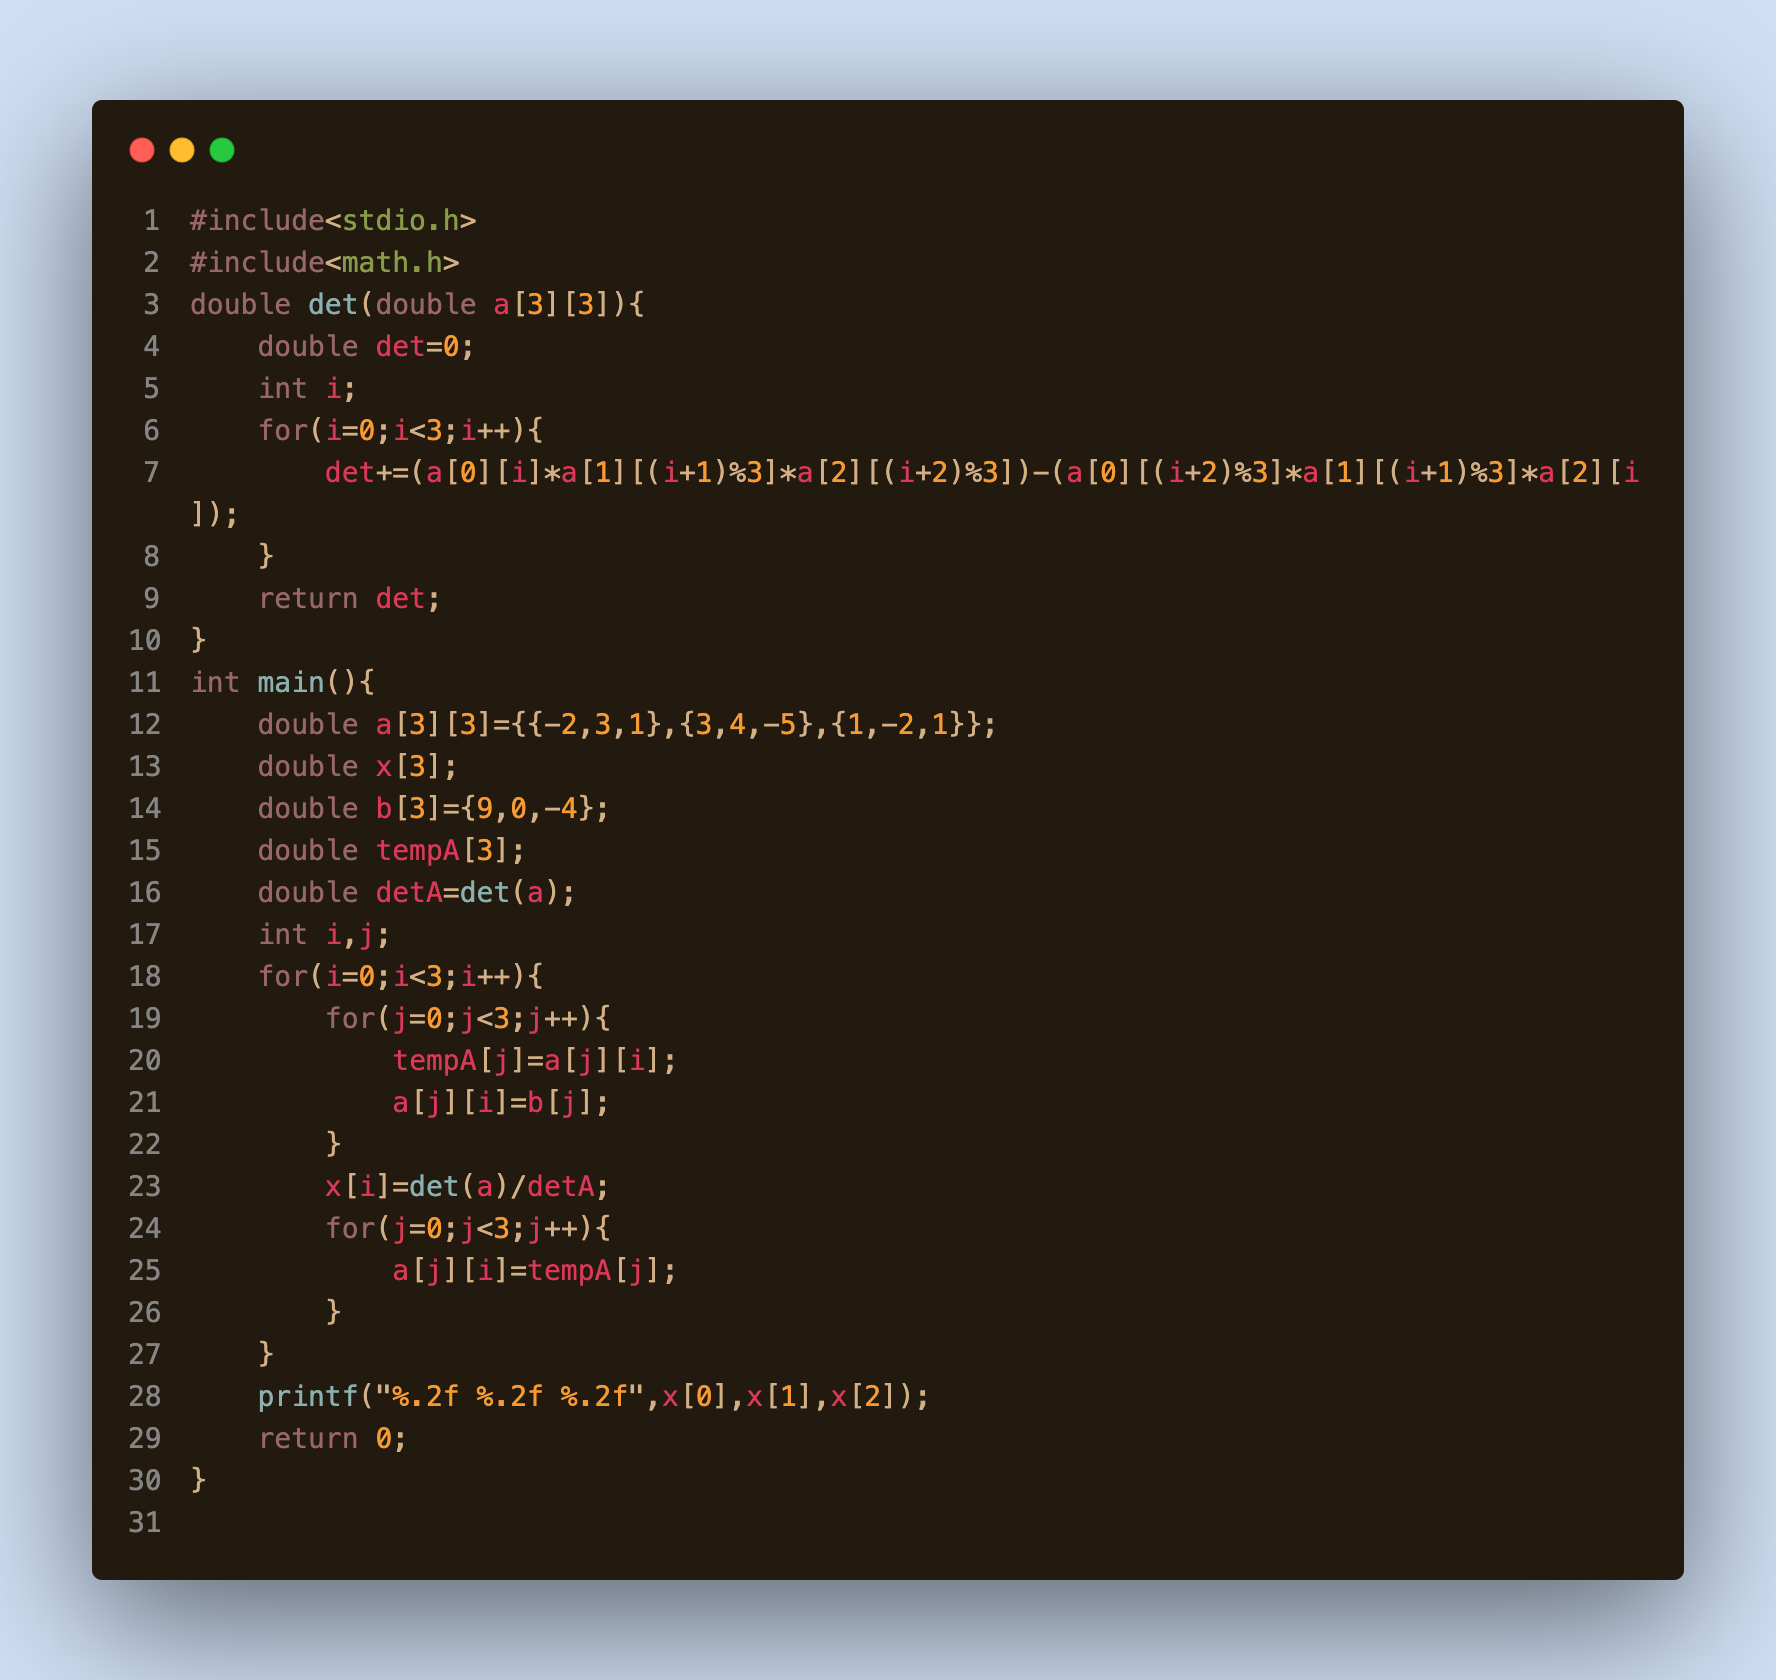 1 #include<stdio.h>
2 #include<math.h>
3 double det(double a[3][3]){
4     double det=0;
5     int i;
6     for(i=0;i<3;i++){
7         det+=(a[0][i]*a[1][(i+1)%3]*a[2][(i+2)%3])-(a[0][(i+2)%3]*a[1][(i+1)%3]*a[2][i
]);
8     }
9     return det;
10 }
11 int main(){
12     double a[3][3]={{-2,3,1},{3,4,-5},{1,-2,1}};
13     double x[3];
14     double b[3]={9,0,-4};
15     double tempA[3];
16     double detA=det(a);
17     int i,j;
18     for(i=0;i<3;i++){
19         for(j=0;j<3;j++){
20             tempA[j]=a[j][i];
21             a[j][i]=b[j];
22         }
23         x[i]=det(a)/detA;
24         for(j=0;j<3;j++){
25             a[j][i]=tempA[j];
26         }
27     }
28     printf("%.2f %.2f %.2f",x[0],x[1],x[2]);
29     return 0;
30 }
31